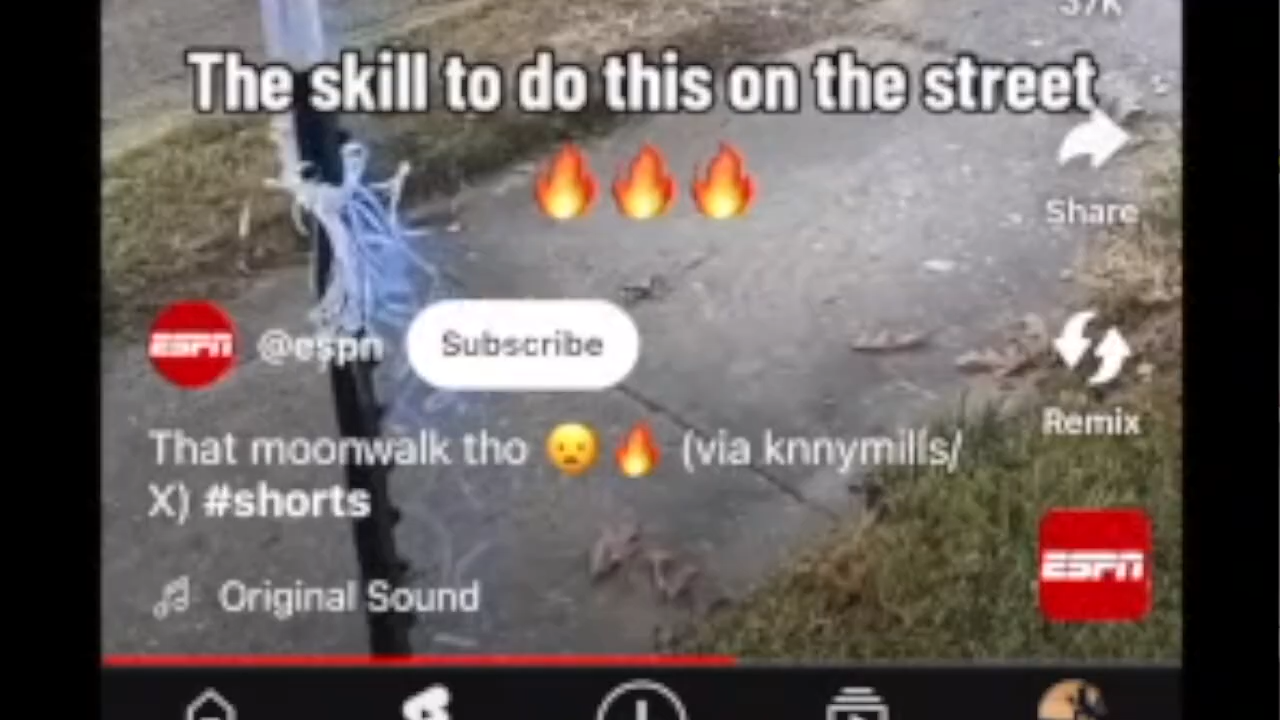 37K
The skill to do this on the street
🔥🔥🔥
Share
ESPN @espn Subscribe
Remix
That moonwalk tho 😦🔥 (via knnymills/
X) #shorts
ESPN
Original Sound